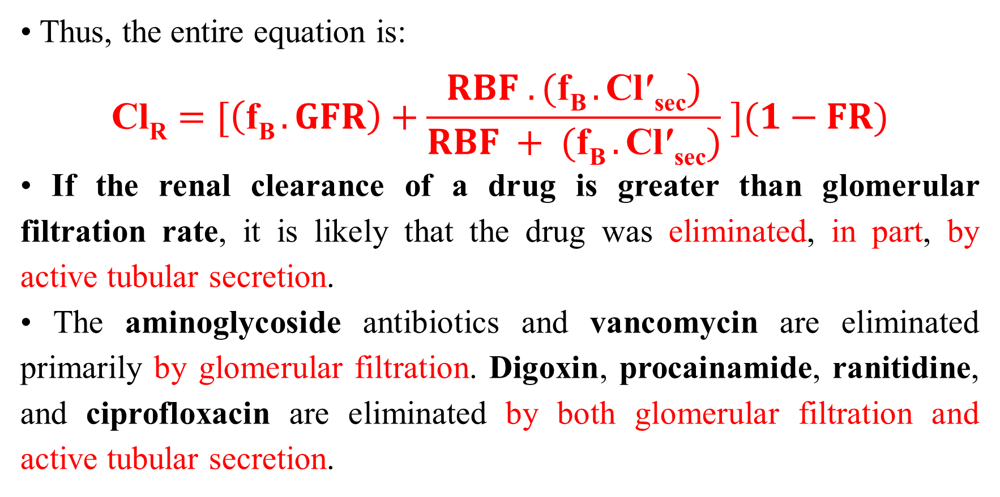 • Thus, the entire equation is:
Cl_R = [(f_B . GFR) + \frac{RBF . (f_B . Cl′_sec)}{RBF + (f_B . Cl′_sec)} ](1 − FR)
• If the renal clearance of a drug is greater than glomerular
filtration rate, it is likely that the drug was eliminated, in part, by
active tubular secretion.
• The aminoglycoside antibiotics and vancomycin are eliminated
primarily by glomerular filtration. Digoxin, procainamide, ranitidine,
and ciprofloxacin are eliminated by both glomerular filtration and
active tubular secretion.